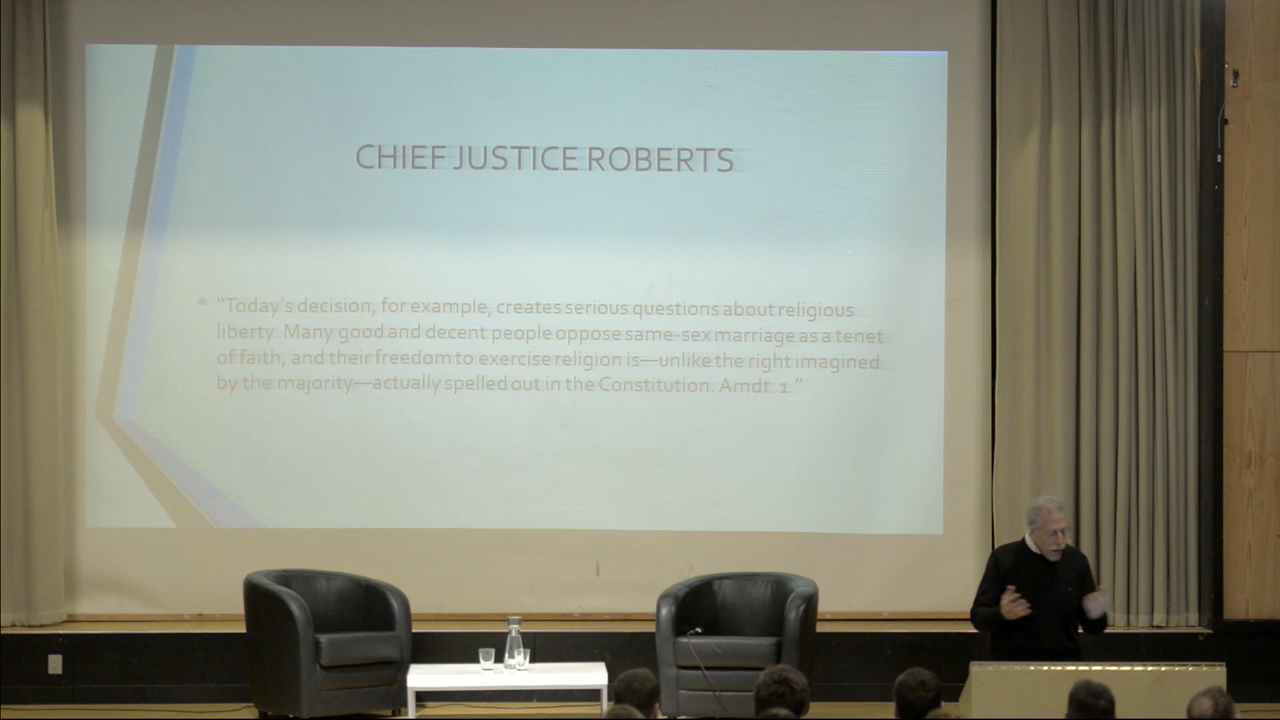 CHIEF JUSTICE ROBERTS
“Today’s decision, for example, creates serious questions about religious
liberty. Many good and decent people oppose same-sex marriage as a tenet
of faith, and their freedom to exercise religion is—unlike the right imagined
by the majority—actually spelled out in the Constitution. Amdt. 1.”